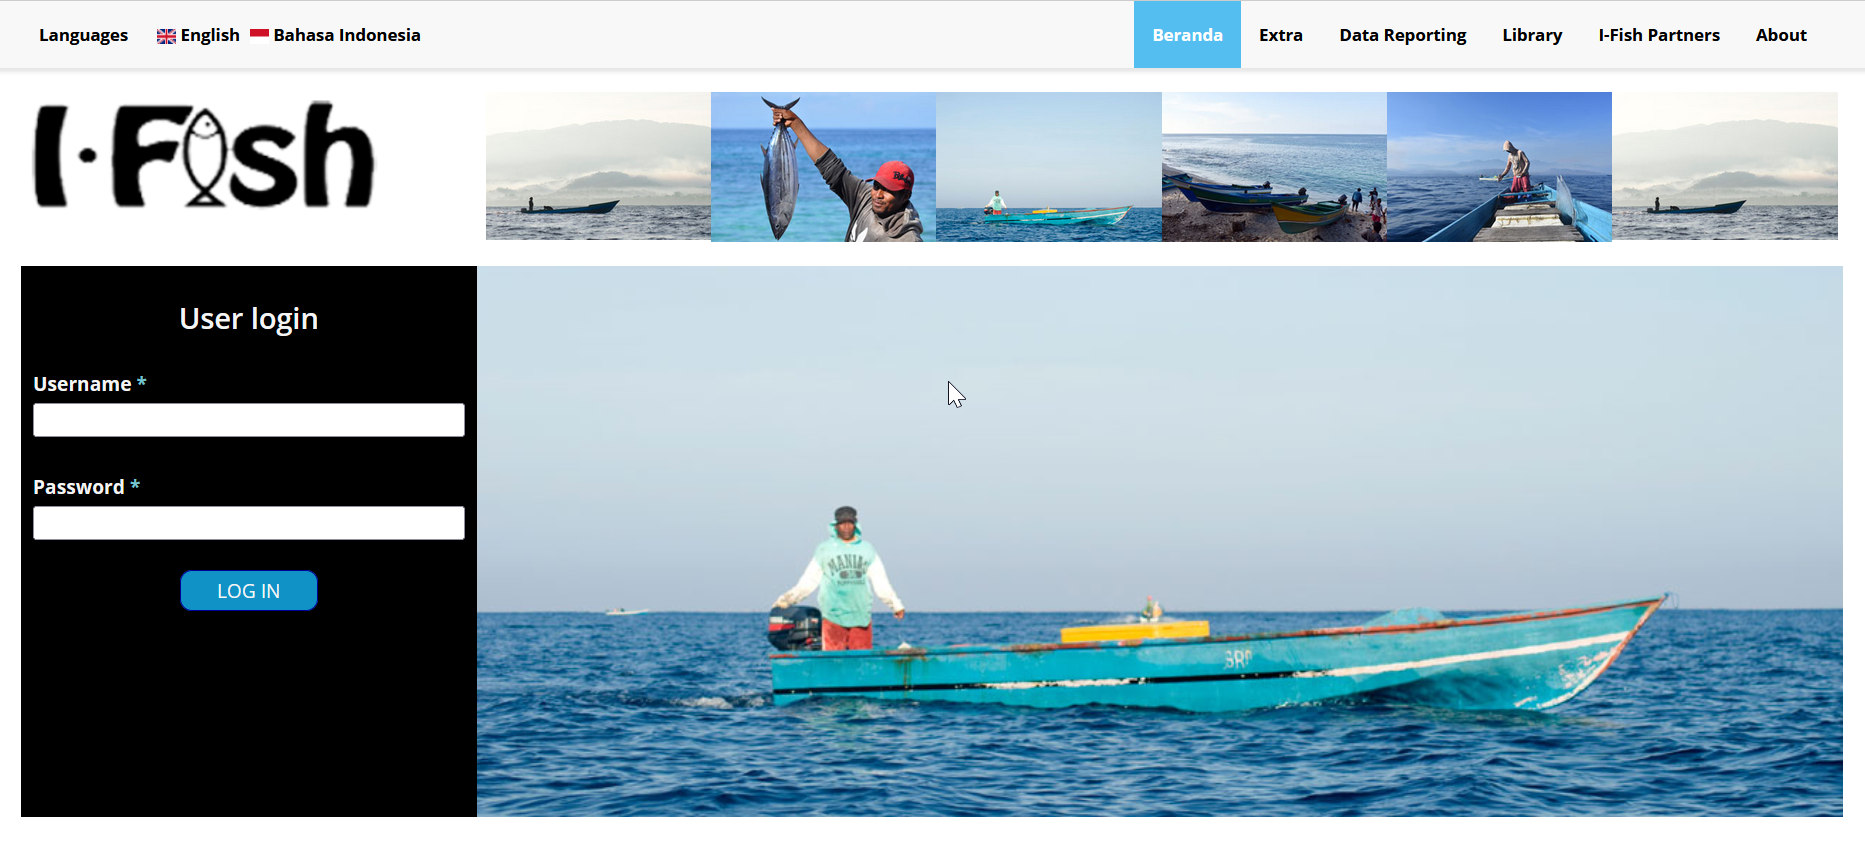 Languages English Bahasa Indonesia Beranda Extra Data Reporting Library I-Fish Partners About
I·Fish
User login
Username *
Password *
LOG IN
MANIAC